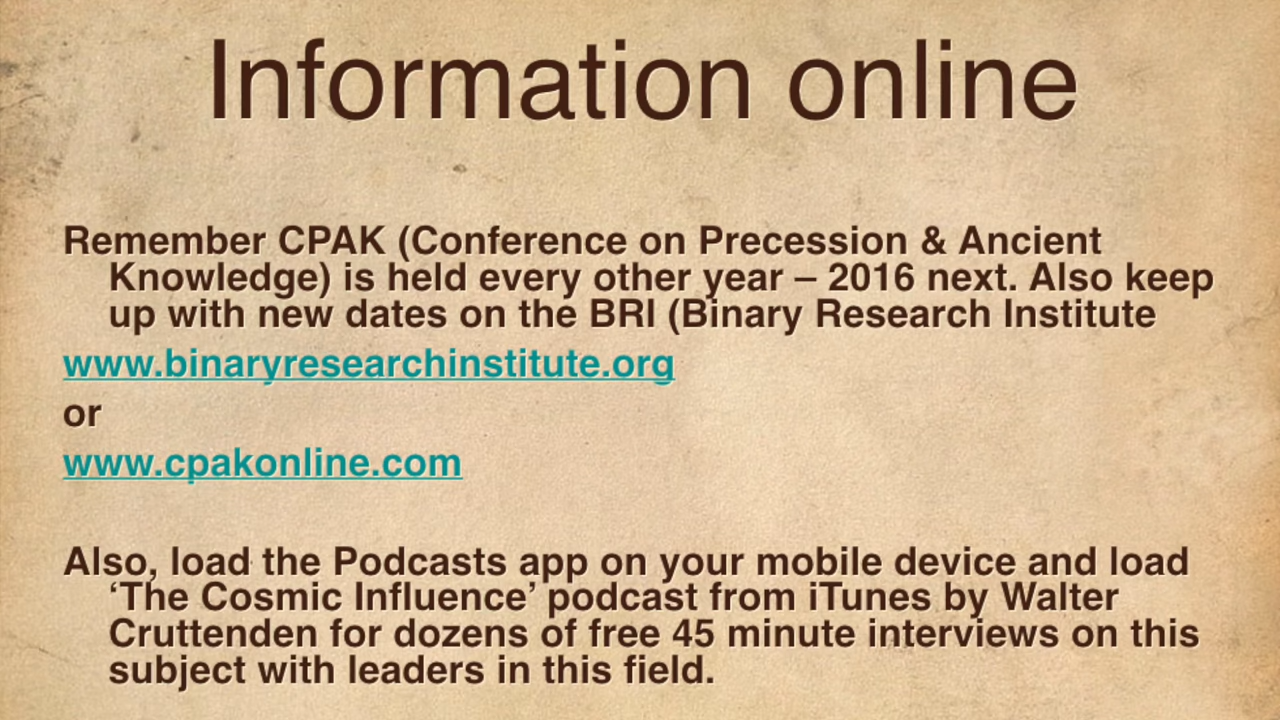 Information online
Remember CPAK (Conference on Precession & Ancient
Knowledge) is held every other year – 2016 next. Also keep
up with new dates on the BRI (Binary Research Institute
www.binaryresearchinstitute.org
or
www.cpakonline.com
Also, load the Podcasts app on your mobile device and load
‘The Cosmic Influence’ podcast from iTunes by Walter
Cruttenden for dozens of free 45 minute interviews on this
subject with leaders in this field.